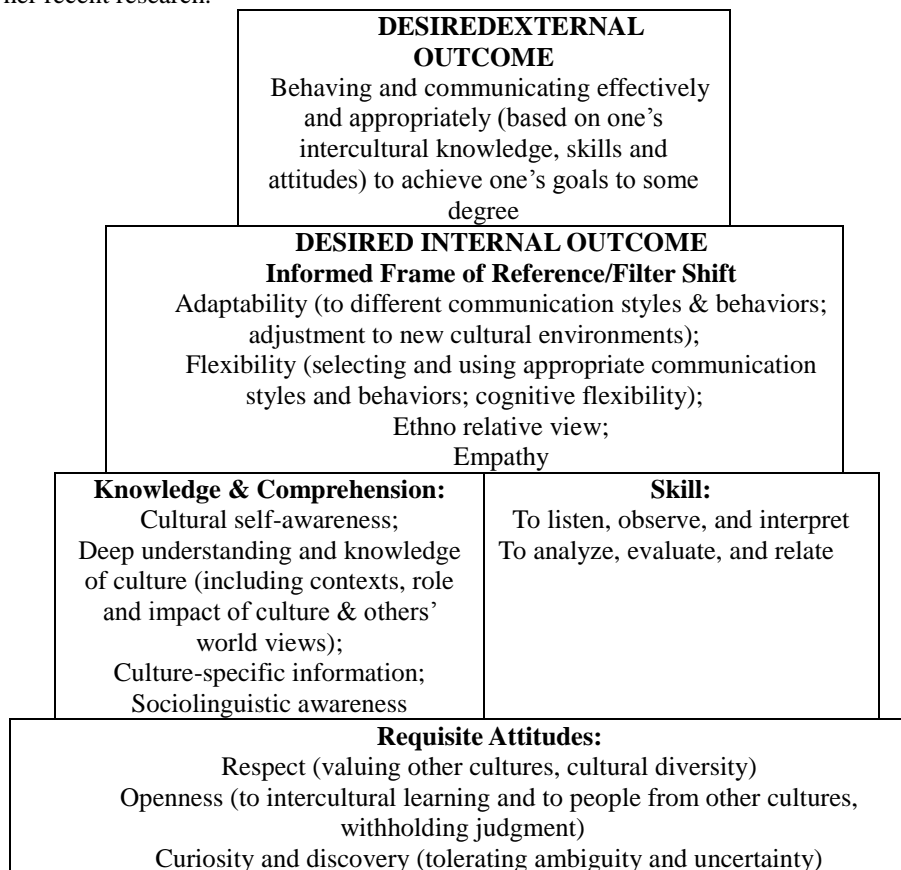 her recent research.
DESIREDEXTERNAL
OUTCOME
Behaving and communicating effectively
and appropriately (based on one's
intercultural knowledge, skills and
attitudes) to achieve one's goals to some
degree
DESIRED INTERNAL OUTCOME
Informed Frame of Reference/Filter Shift
Adaptability (to different communication styles & behaviors;
adjustment to new cultural environments);
Flexibility (selecting and using appropriate communication
styles and behaviors; cognitive flexibility);
Ethno relative view;
Empathy
Knowledge & Comprehension:
Cultural self-awareness;
Deep understanding and knowledge
of culture (including contexts, role
and impact of culture & others'
world views);
Culture-specific information;
Sociolinguistic awareness
Skill:
To listen, observe, and interpret
To analyze, evaluate, and relate
Requisite Attitudes:
Respect (valuing other cultures, cultural diversity)
Openness (to intercultural learning and to people from other cultures,
withholding judgment)
Curiosity and discovery (tolerating ambiguity and uncertainty)